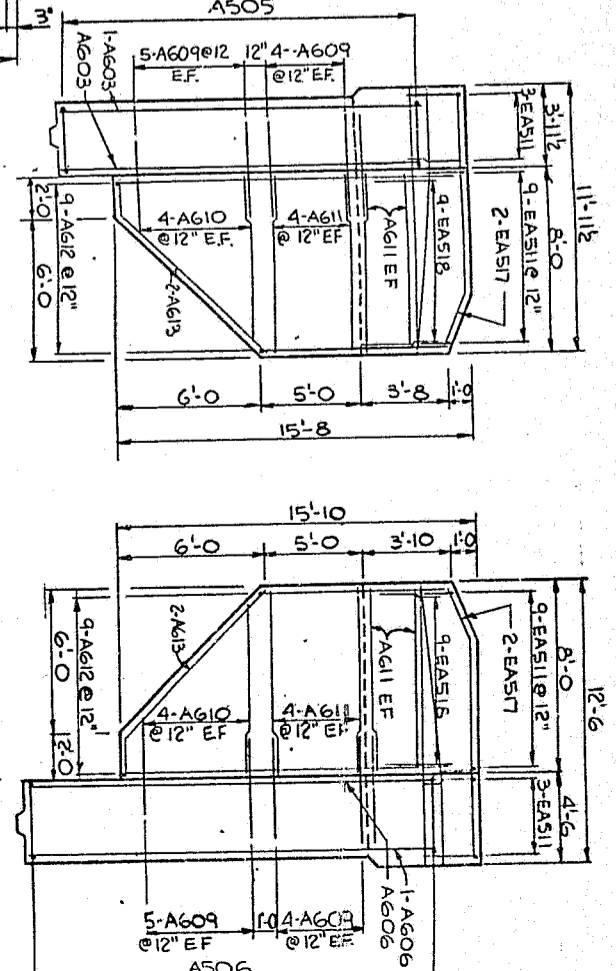 3"
A505
5-A609@12
E.F.
12"
4--A609
@12" E.F.
1-A603
A603
3-EA511
3'-11½
11'-11½
8'-0
9-EA511@ 12"
2-EA517
9-EA518
A611 EF
4-A610
@12" E.F.
4-A611
@ 12" EF
2'-0
9-A612 @ 12"
6'-0
2-A613
6'-0
5'-0
3'-8
1'-0
15'-8
15'-10
6'-0
5'-0
3'-10
1'-0
2-A613
9-A612 @ 12"
6'-0
2'-0
4-A610
@12" EF
4-A611
@12" EF
A611 EF
9-EA516
2-EA517
9-EA511@ 12"
8'-0
12'-6
4'-6
3-EA511
1-A606
A606
5-A609
@12" EF
1-0
4-A609
@12" EF
A506